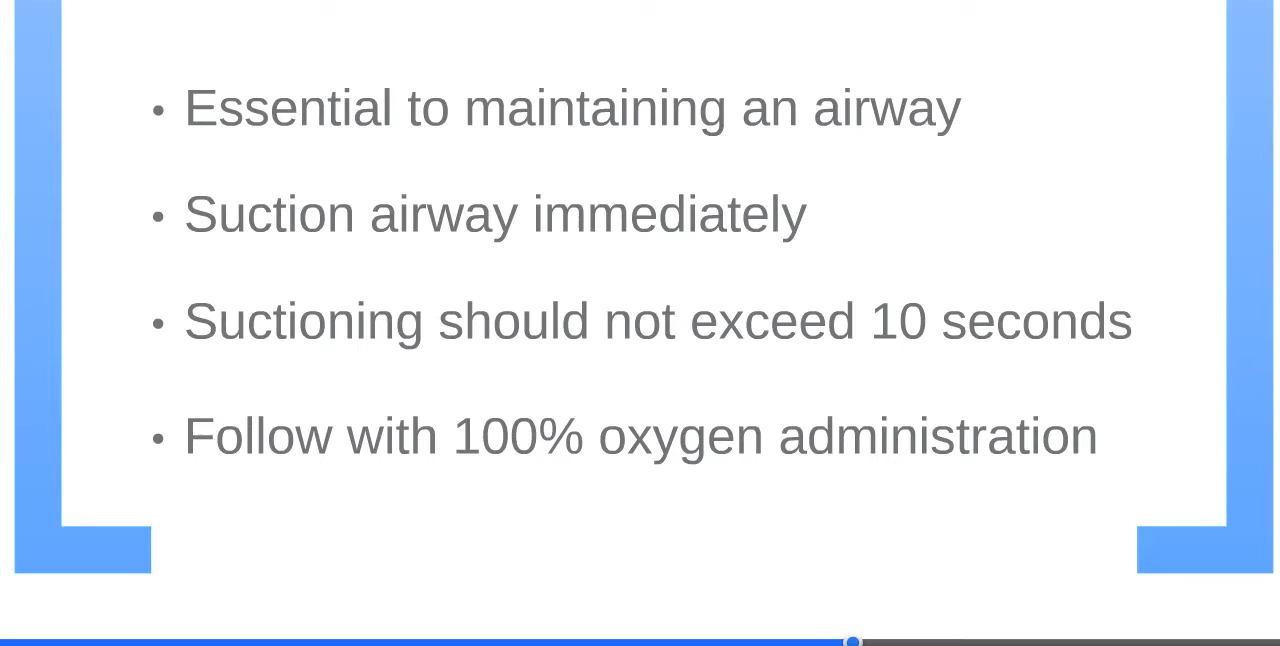 • Essential to maintaining an airway
• Suction airway immediately
• Suctioning should not exceed 10 seconds
• Follow with 100% oxygen administration